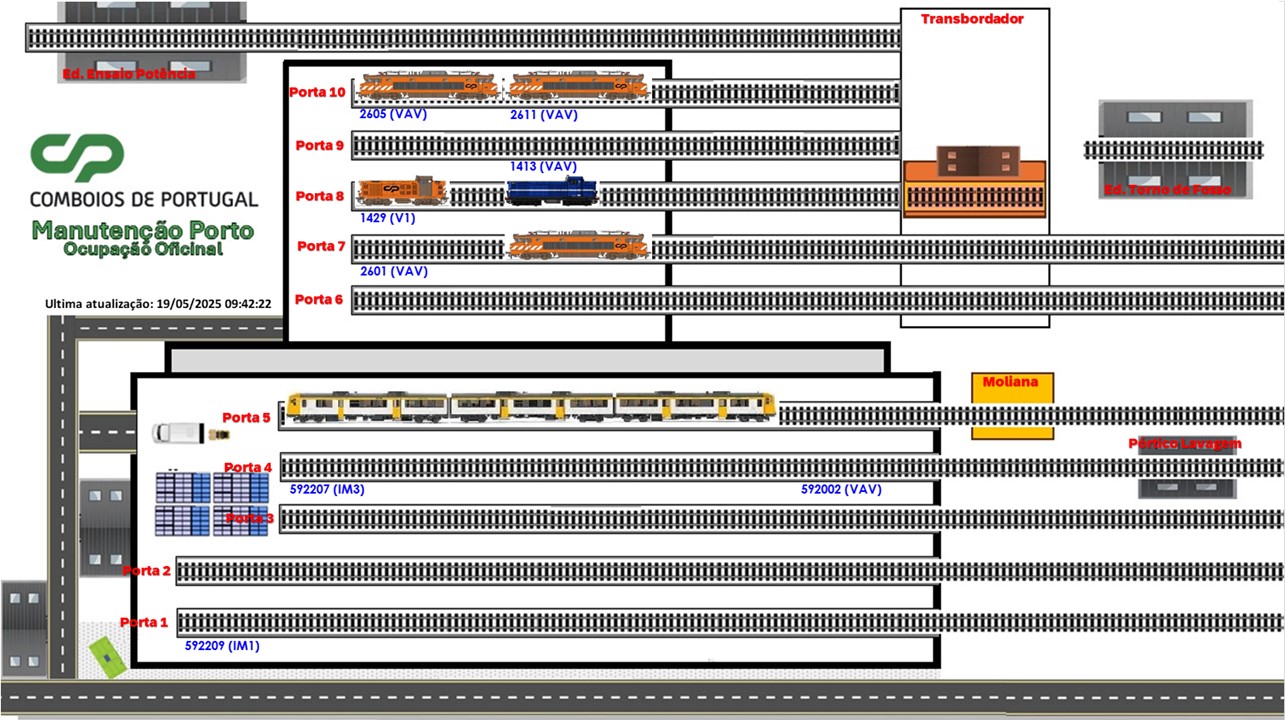 Transbordador
Ed. Ensaio Potência
Porta 10
2605 (VAV)
2611 (VAV)
Porta 9
1413 (VAV)
Porta 8
1429 (V1)
Ed. Torno de Fosso
CP
COMBOIOS DE PORTUGAL
Manutenção Porto
Ocupação Oficinal
Porta 7
2601 (VAV)
Porta 6
Ultima atualização: 19/05/2025 09:42:22
Moliana
Porta 5
Pórtico Lavagem
Porta 4
592207 (IM3)
592002 (VAV)
Porta 3
Porta 2
Porta 1
592209 (IM1)